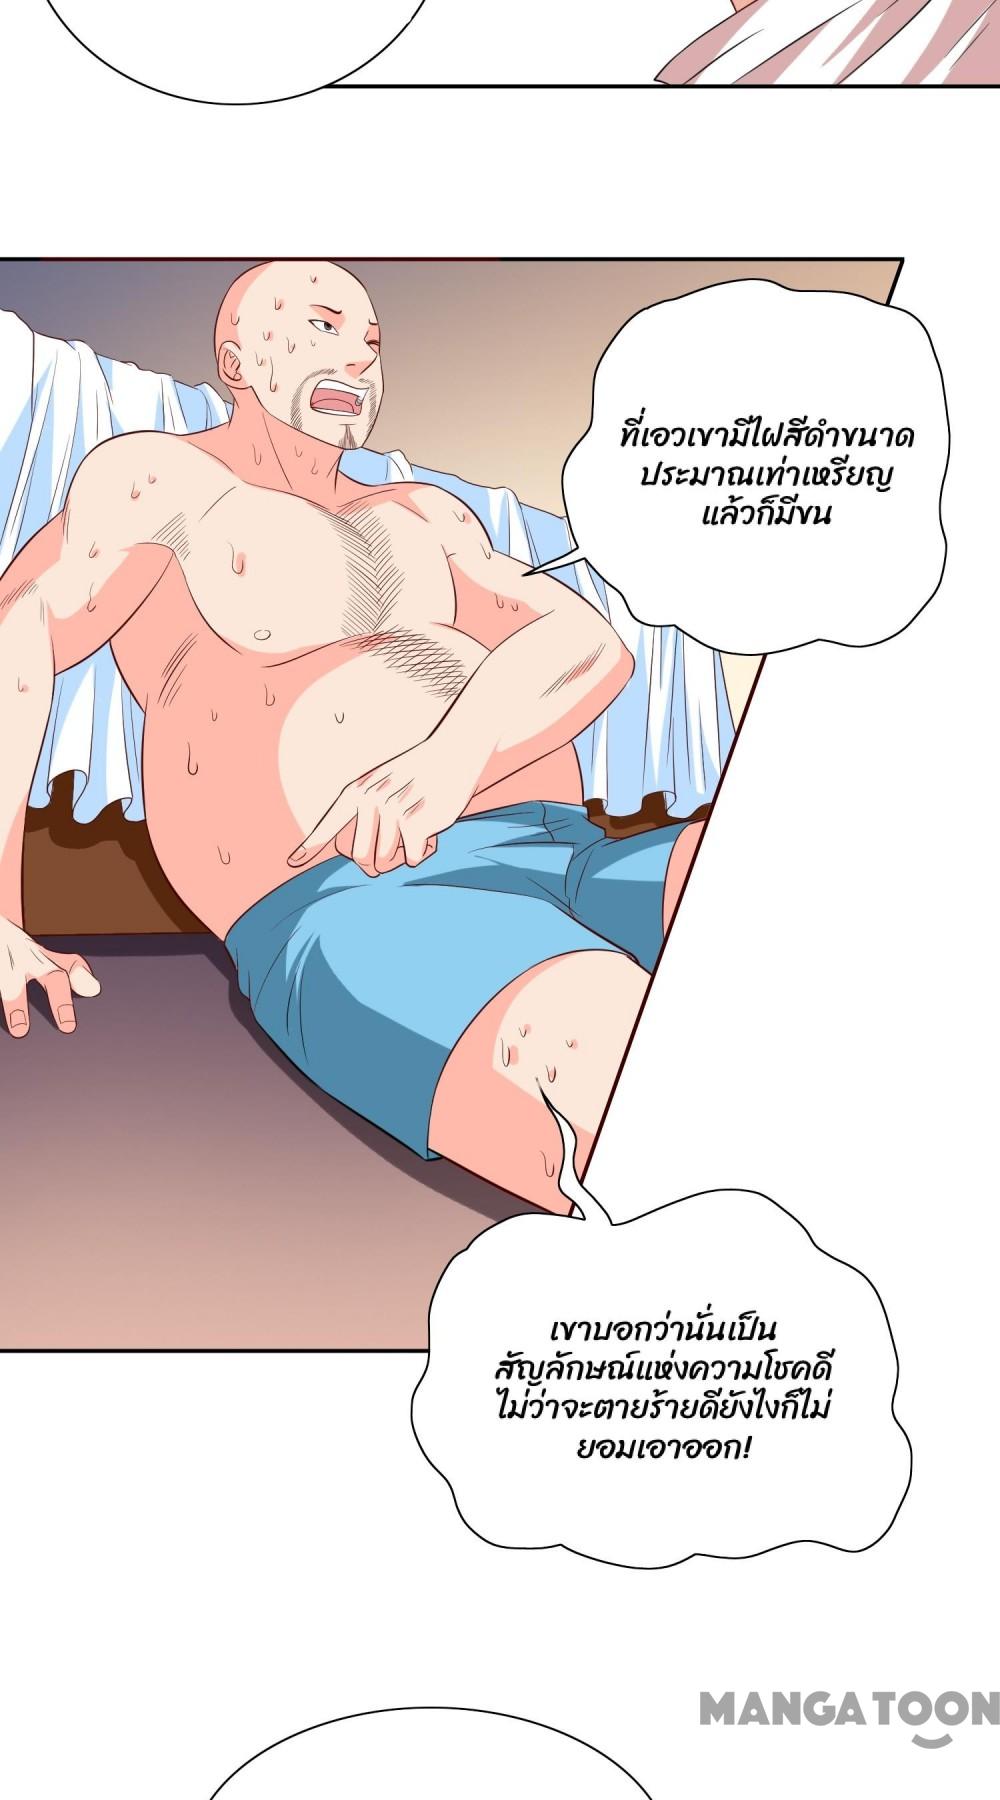 ที่เอวเขามีไฝสีดำขนาด
ประมาณเท่าเหรียญ
แล้วก็มีขน
เขาบอกว่านั่นเป็น
สัญลักษณ์แห่งความโชคดี
ไม่ว่าจะตายร้ายดียังไงก็ไม่
ยอมเอาออก!
MANGATOON